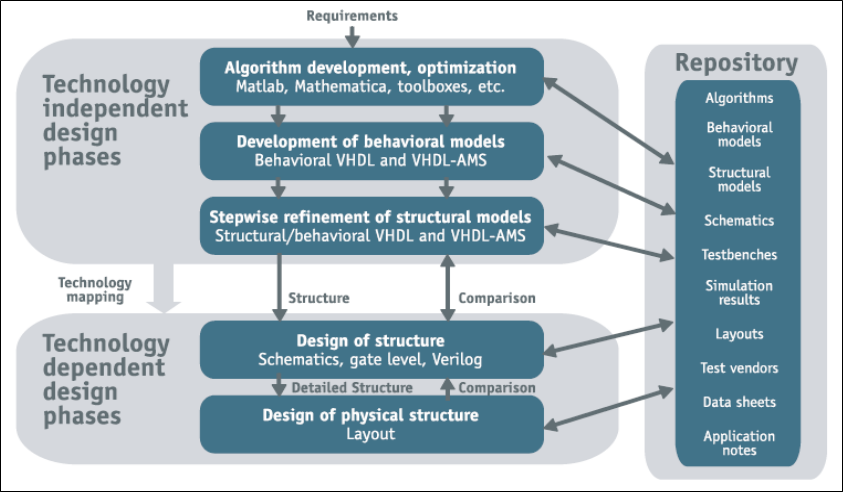 Requirements
Technology
independent
design
phases
Algorithm development, optimization
Matlab, Mathematica, toolboxes, etc.
Development of behavioral models
Behavioral VHDL and VHDL-AMS
Stepwise refinement of structural models
Structural/behavioral VHDL and VHDL-AMS
Technology
mapping
Structure
Comparison
Technology
dependent
design
phases
Design of structure
Schematics, gate level, Verilog
Detailed Structure
Comparison
Design of physical structure
Layout
Repository
Algorithms
Behavioral
models
Structural
models
Schematics
Testbenches
Simulation
results
Layouts
Test vendors
Data sheets
Application
notes